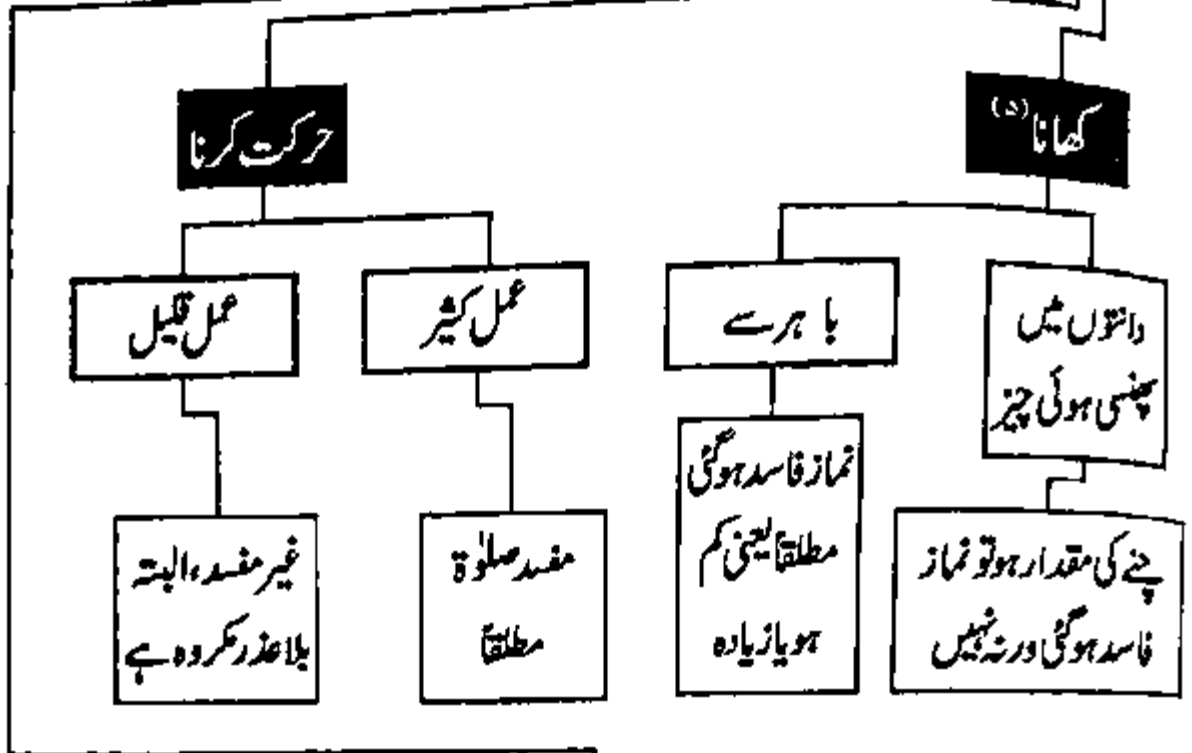 کھانا (۵)
دانتوں میں
پھنسی ہوئی چیز
چنے کی مقدار ہو تو نماز
فاسد ہوگئی ورنہ نہیں
باہر سے
نماز فاسد ہوگئی
مطلقاً یعنی کم
ہو یا زیادہ
حرکت کرنا
عمل کثیر
مفسد صلوٰۃ
مطلقاً
عمل قلیل
غیر مفسد، البتہ
بلا عذر مکروہ ہے